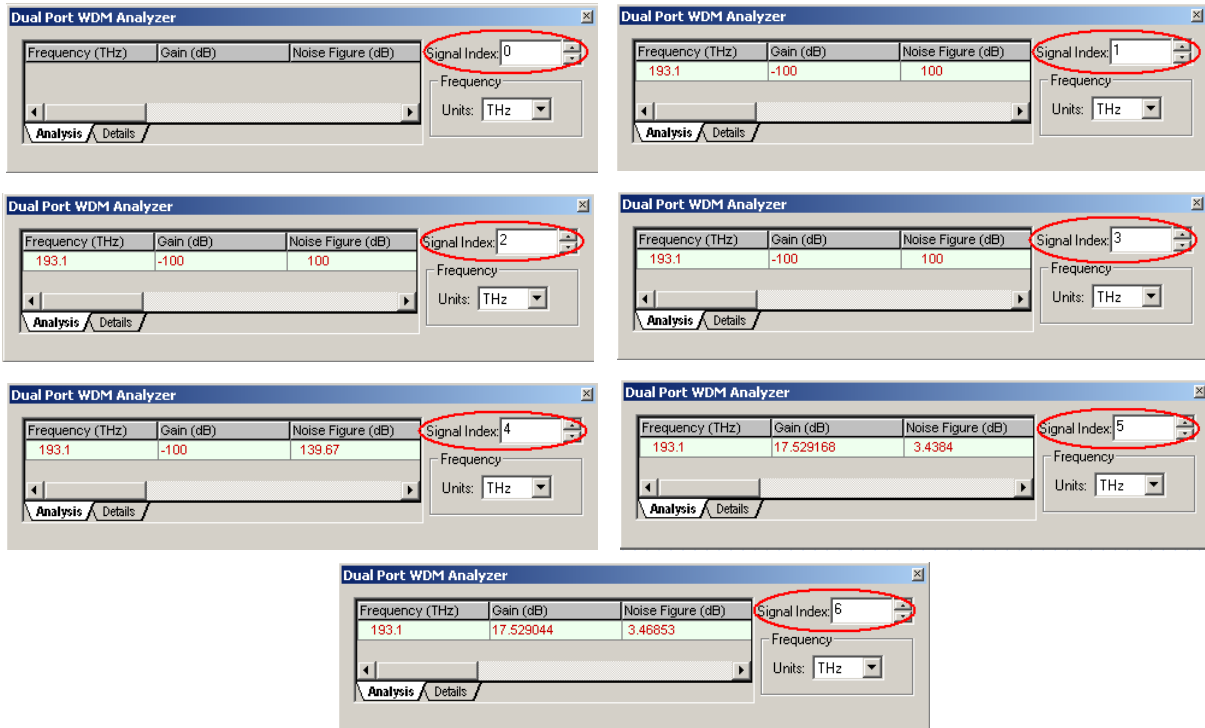 Dual Port WDM Analyzer
Frequency (THz) Gain (dB) Noise Figure (dB) Signal Index: 0
Frequency
Units: THz
Analysis Details
Dual Port WDM Analyzer
Frequency (THz) Gain (dB) Noise Figure (dB) Signal Index: 1
193.1 -100 100
Frequency
Units: THz
Analysis Details
Dual Port WDM Analyzer
Frequency (THz) Gain (dB) Noise Figure (dB) Signal Index: 2
193.1 -100 100
Frequency
Units: THz
Analysis Details
Dual Port WDM Analyzer
Frequency (THz) Gain (dB) Noise Figure (dB) Signal Index: 3
193.1 -100 100
Frequency
Units: THz
Analysis Details
Dual Port WDM Analyzer
Frequency (THz) Gain (dB) Noise Figure (dB) Signal Index: 4
193.1 -100 139.67
Frequency
Units: THz
Analysis Details
Dual Port WDM Analyzer
Frequency (THz) Gain (dB) Noise Figure (dB) Signal Index: 5
193.1 17.529168 3.4384
Frequency
Units: THz
Analysis Details
Dual Port WDM Analyzer
Frequency (THz) Gain (dB) Noise Figure (dB) Signal Index: 6
193.1 17.529044 3.46853
Frequency
Units: THz
Analysis Details